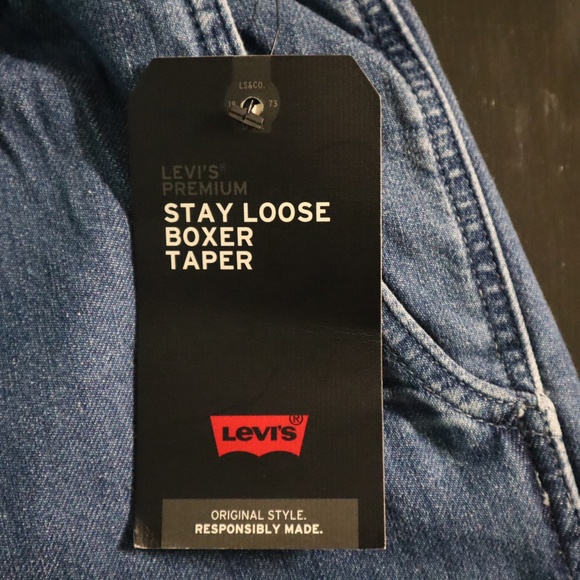 LS&CO.
18 73
LEVI'S®
PREMIUM
STAY LOOSE
BOXER
TAPER
Levi's®
ORIGINAL STYLE.
RESPONSIBLY MADE.